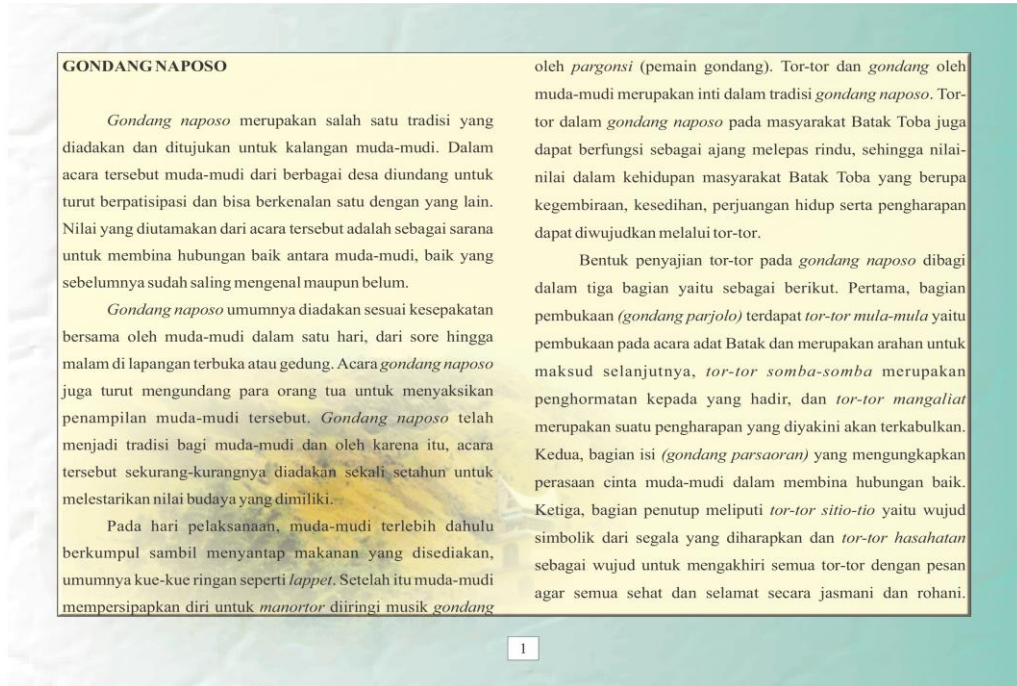 GONDANG NAPOSO
Gondang naposo merupakan salah satu tradisi yang
diadakan dan ditujukan untuk kalangan muda-mudi. Dalam
acara tersebut muda-mudi dari berbagai desa diundang untuk
turut berpatisipasi dan bisa berkenalan satu dengan yang lain.
Nilai yang diutamakan dari acara tersebut adalah sebagai sarana
untuk membina hubungan baik antara muda-mudi, baik yang
sebelumnya sudah saling mengenal maupun belum.
Gondang naposo umumnya diadakan sesuai kesepakatan
bersama oleh muda-mudi dalam satu hari, dari sore hingga
malam di lapangan terbuka atau gedung. Acara gondang naposo
juga turut mengundang para orang tua untuk menyaksikan
penampilan muda-mudi tersebut. Gondang naposo telah
menjadi tradisi bagi muda-mudi dan oleh karena itu, acara
tersebut sekurang-kurangnya diadakan sekali setahun untuk
melestarikan nilai budaya yang dimiliki.
Pada hari pelaksanaan, muda-mudi terlebih dahulu
berkumpul sambil menyantap makanan yang disediakan,
umumnya kue-kue ringan seperti lappet. Setelah itu muda-mudi
mempersipapkan diri untuk manortor diiringi musik gondang
oleh pargonsi (pemain gondang). Tor-tor dan gondang oleh
muda-mudi merupakan inti dalam tradisi gondang naposo. Tor-
tor dalam gondang naposo pada masyarakat Batak Toba juga
dapat berfungsi sebagai ajang melepas rindu, sehingga nilai-
nilai dalam kehidupan masyarakat Batak Toba yang berupa
kegembiraan, kesedihan, perjuangan hidup serta pengharapan
dapat diwujudkan melalui tor-tor.
Bentuk penyajian tor-tor pada gondang naposo dibagi
dalam tiga bagian yaitu sebagai berikut. Pertama, bagian
pembukaan (gondang parjolo) terdapat tor-tor mula-mula yaitu
pembukaan pada acara adat Batak dan merupakan arahan untuk
maksud selanjutnya, tor-tor somba-somba merupakan
penghormatan kepada yang hadir, dan tor-tor mangaliat
merupakan suatu pengharapan yang diyakini akan terkabulkan.
Kedua, bagian isi (gondang parsaoran) yang mengungkapkan
perasaan cinta muda-mudi dalam membina hubungan baik.
Ketiga, bagian penutup meliputi tor-tor sitio-tio yaitu wujud
simbolik dari segala yang diharapkan dan tor-tor hasahatan
sebagai wujud untuk mengakhiri semua tor-tor dengan pesan
agar semua sehat dan selamat secara jasmani dan rohani.
1